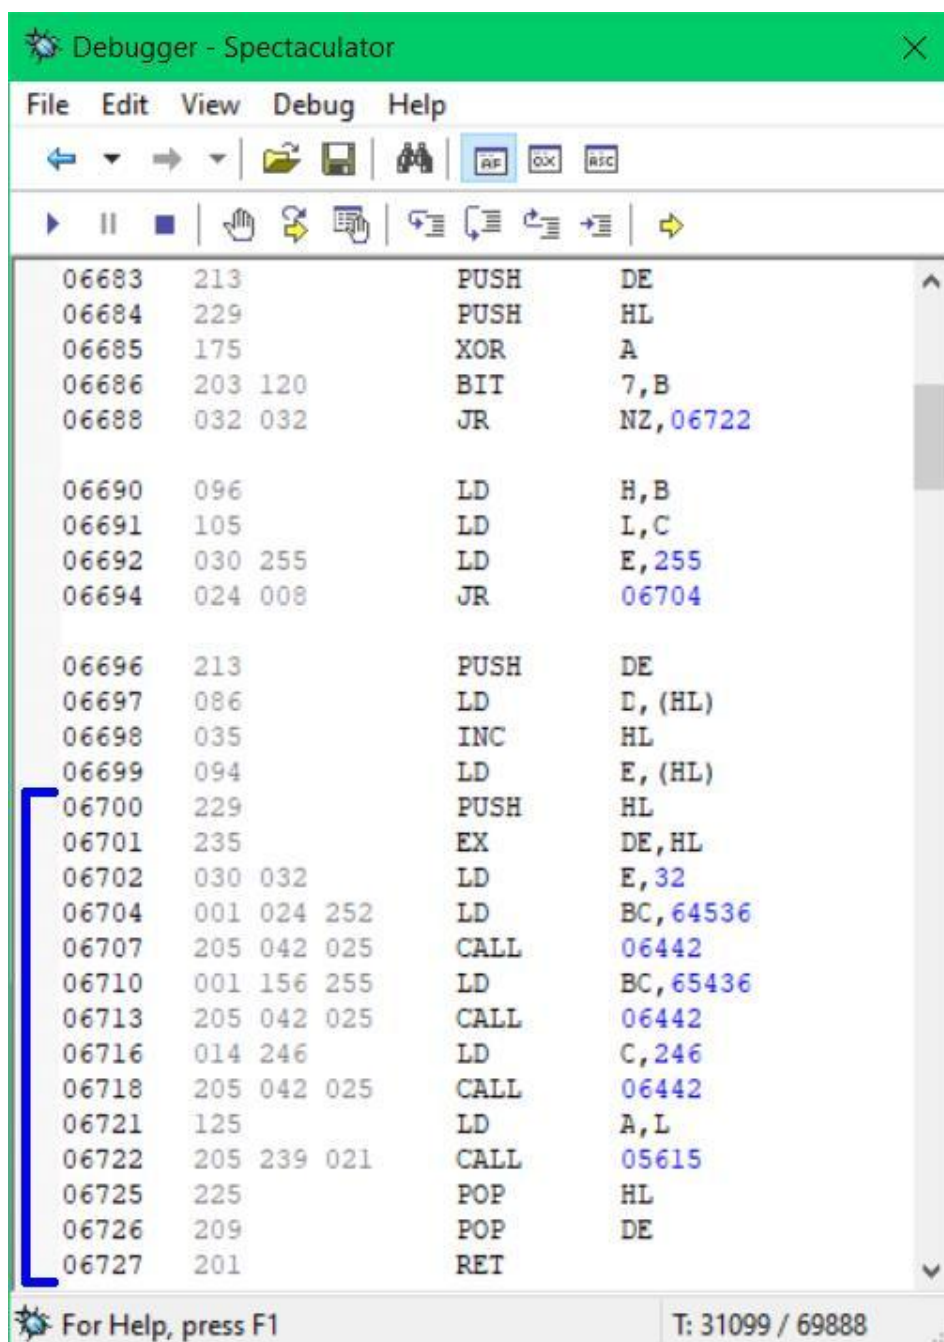 Debugger - Spectaculator
File Edit View Debug Help
AF 0X ASC
06683 213 PUSH DE
06684 229 PUSH HL
06685 175 XOR A
06686 203 120 BIT 7,B
06688 032 032 JR NZ,06722
06690 096 LD H,B
06691 105 LD L,C
06692 030 255 LD E,255
06694 024 008 JR 06704
06696 213 PUSH DE
06697 086 LD D,(HL)
06698 035 INC HL
06699 094 LD E,(HL)
06700 229 PUSH HL
06701 235 EX DE,HL
06702 030 032 LD E,32
06704 001 024 252 LD BC,64536
06707 205 042 025 CALL 06442
06710 001 156 255 LD BC,65436
06713 205 042 025 CALL 06442
06716 014 246 LD C,246
06718 205 042 025 CALL 06442
06721 125 LD A,L
06722 205 239 021 CALL 05615
06725 225 POP HL
06726 209 POP DE
06727 201 RET
For Help, press F1 T: 31099 / 69888